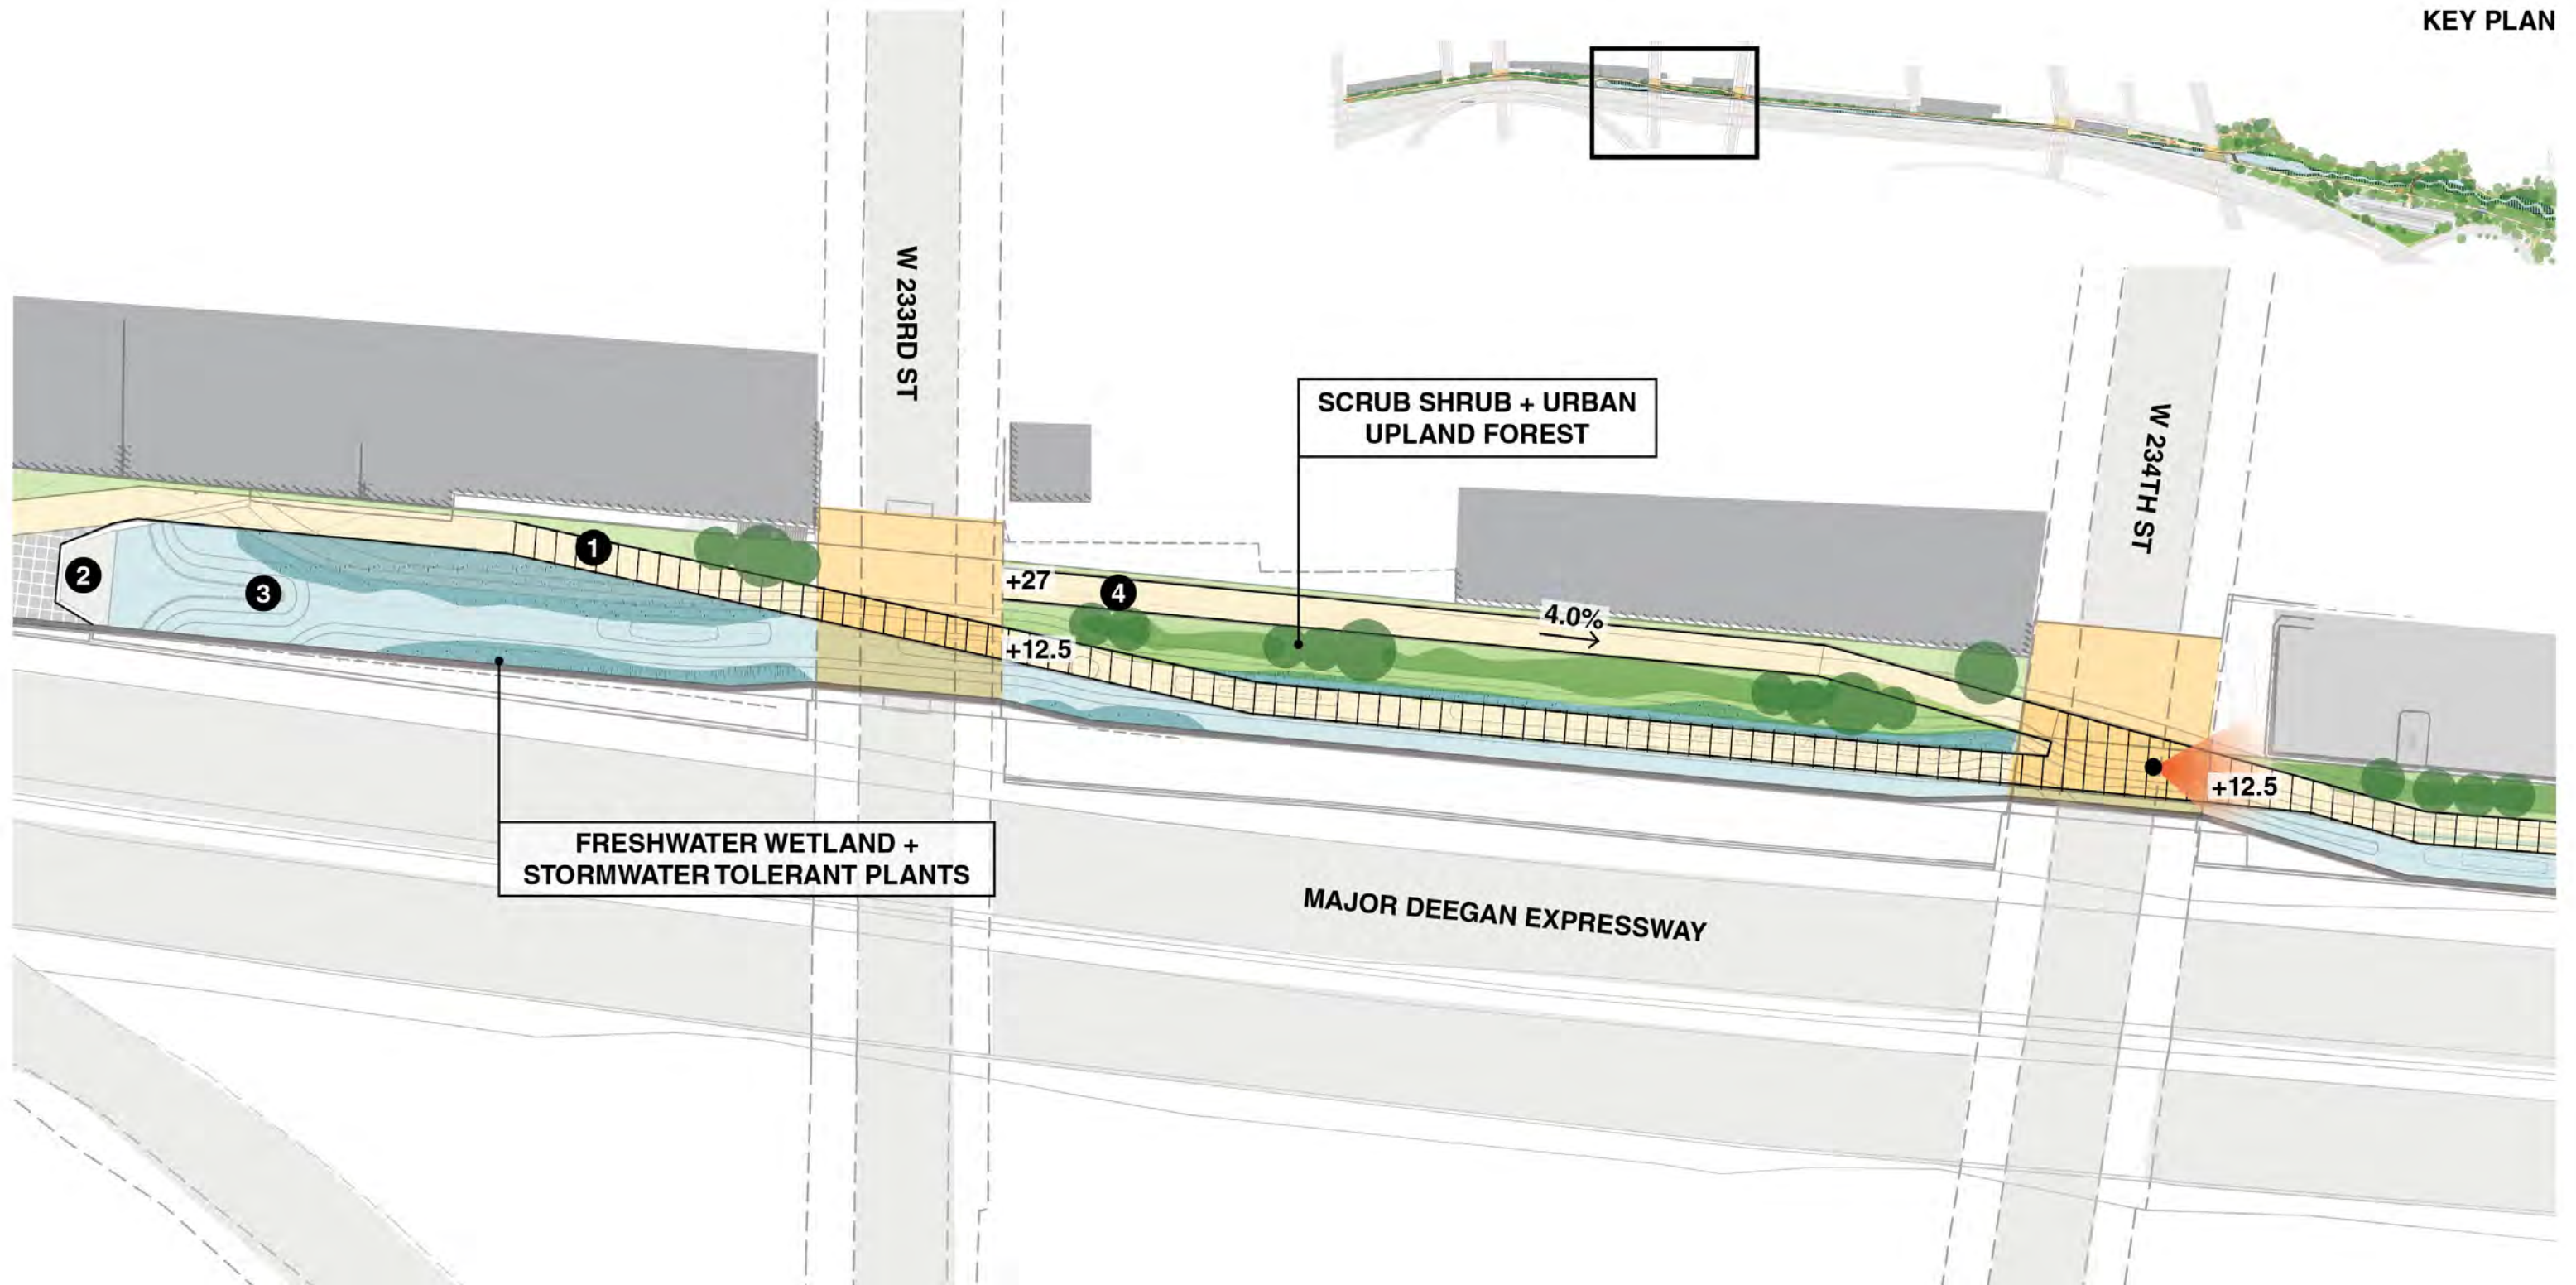 KEY PLAN
W 233RD ST
SCRUB SHRUB + URBAN
UPLAND FOREST
W 234TH ST
1
2
3
+27
4
4.0%
+12.5
+12.5
FRESHWATER WETLAND +
STORMWATER TOLERANT PLANTS
MAJOR DEEGAN EXPRESSWAY